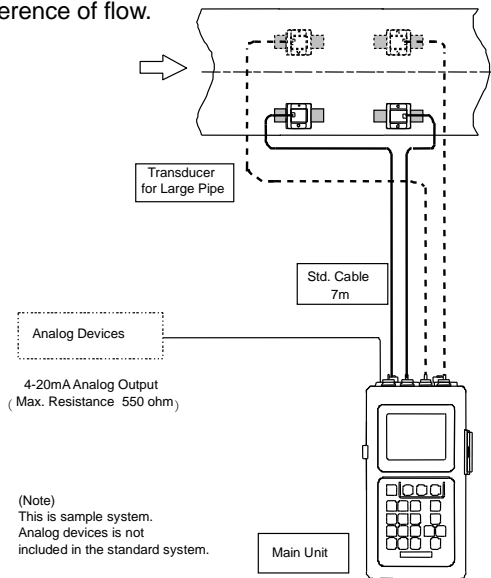 erence of flow.
Transducer
for Large Pipe
Std. Cable
7m
Analog Devices
4-20mA Analog Output
( Max. Resistance 550 ohm)
(Note)
This is sample system.
Analog devices is not
included in the standard system.
Main Unit